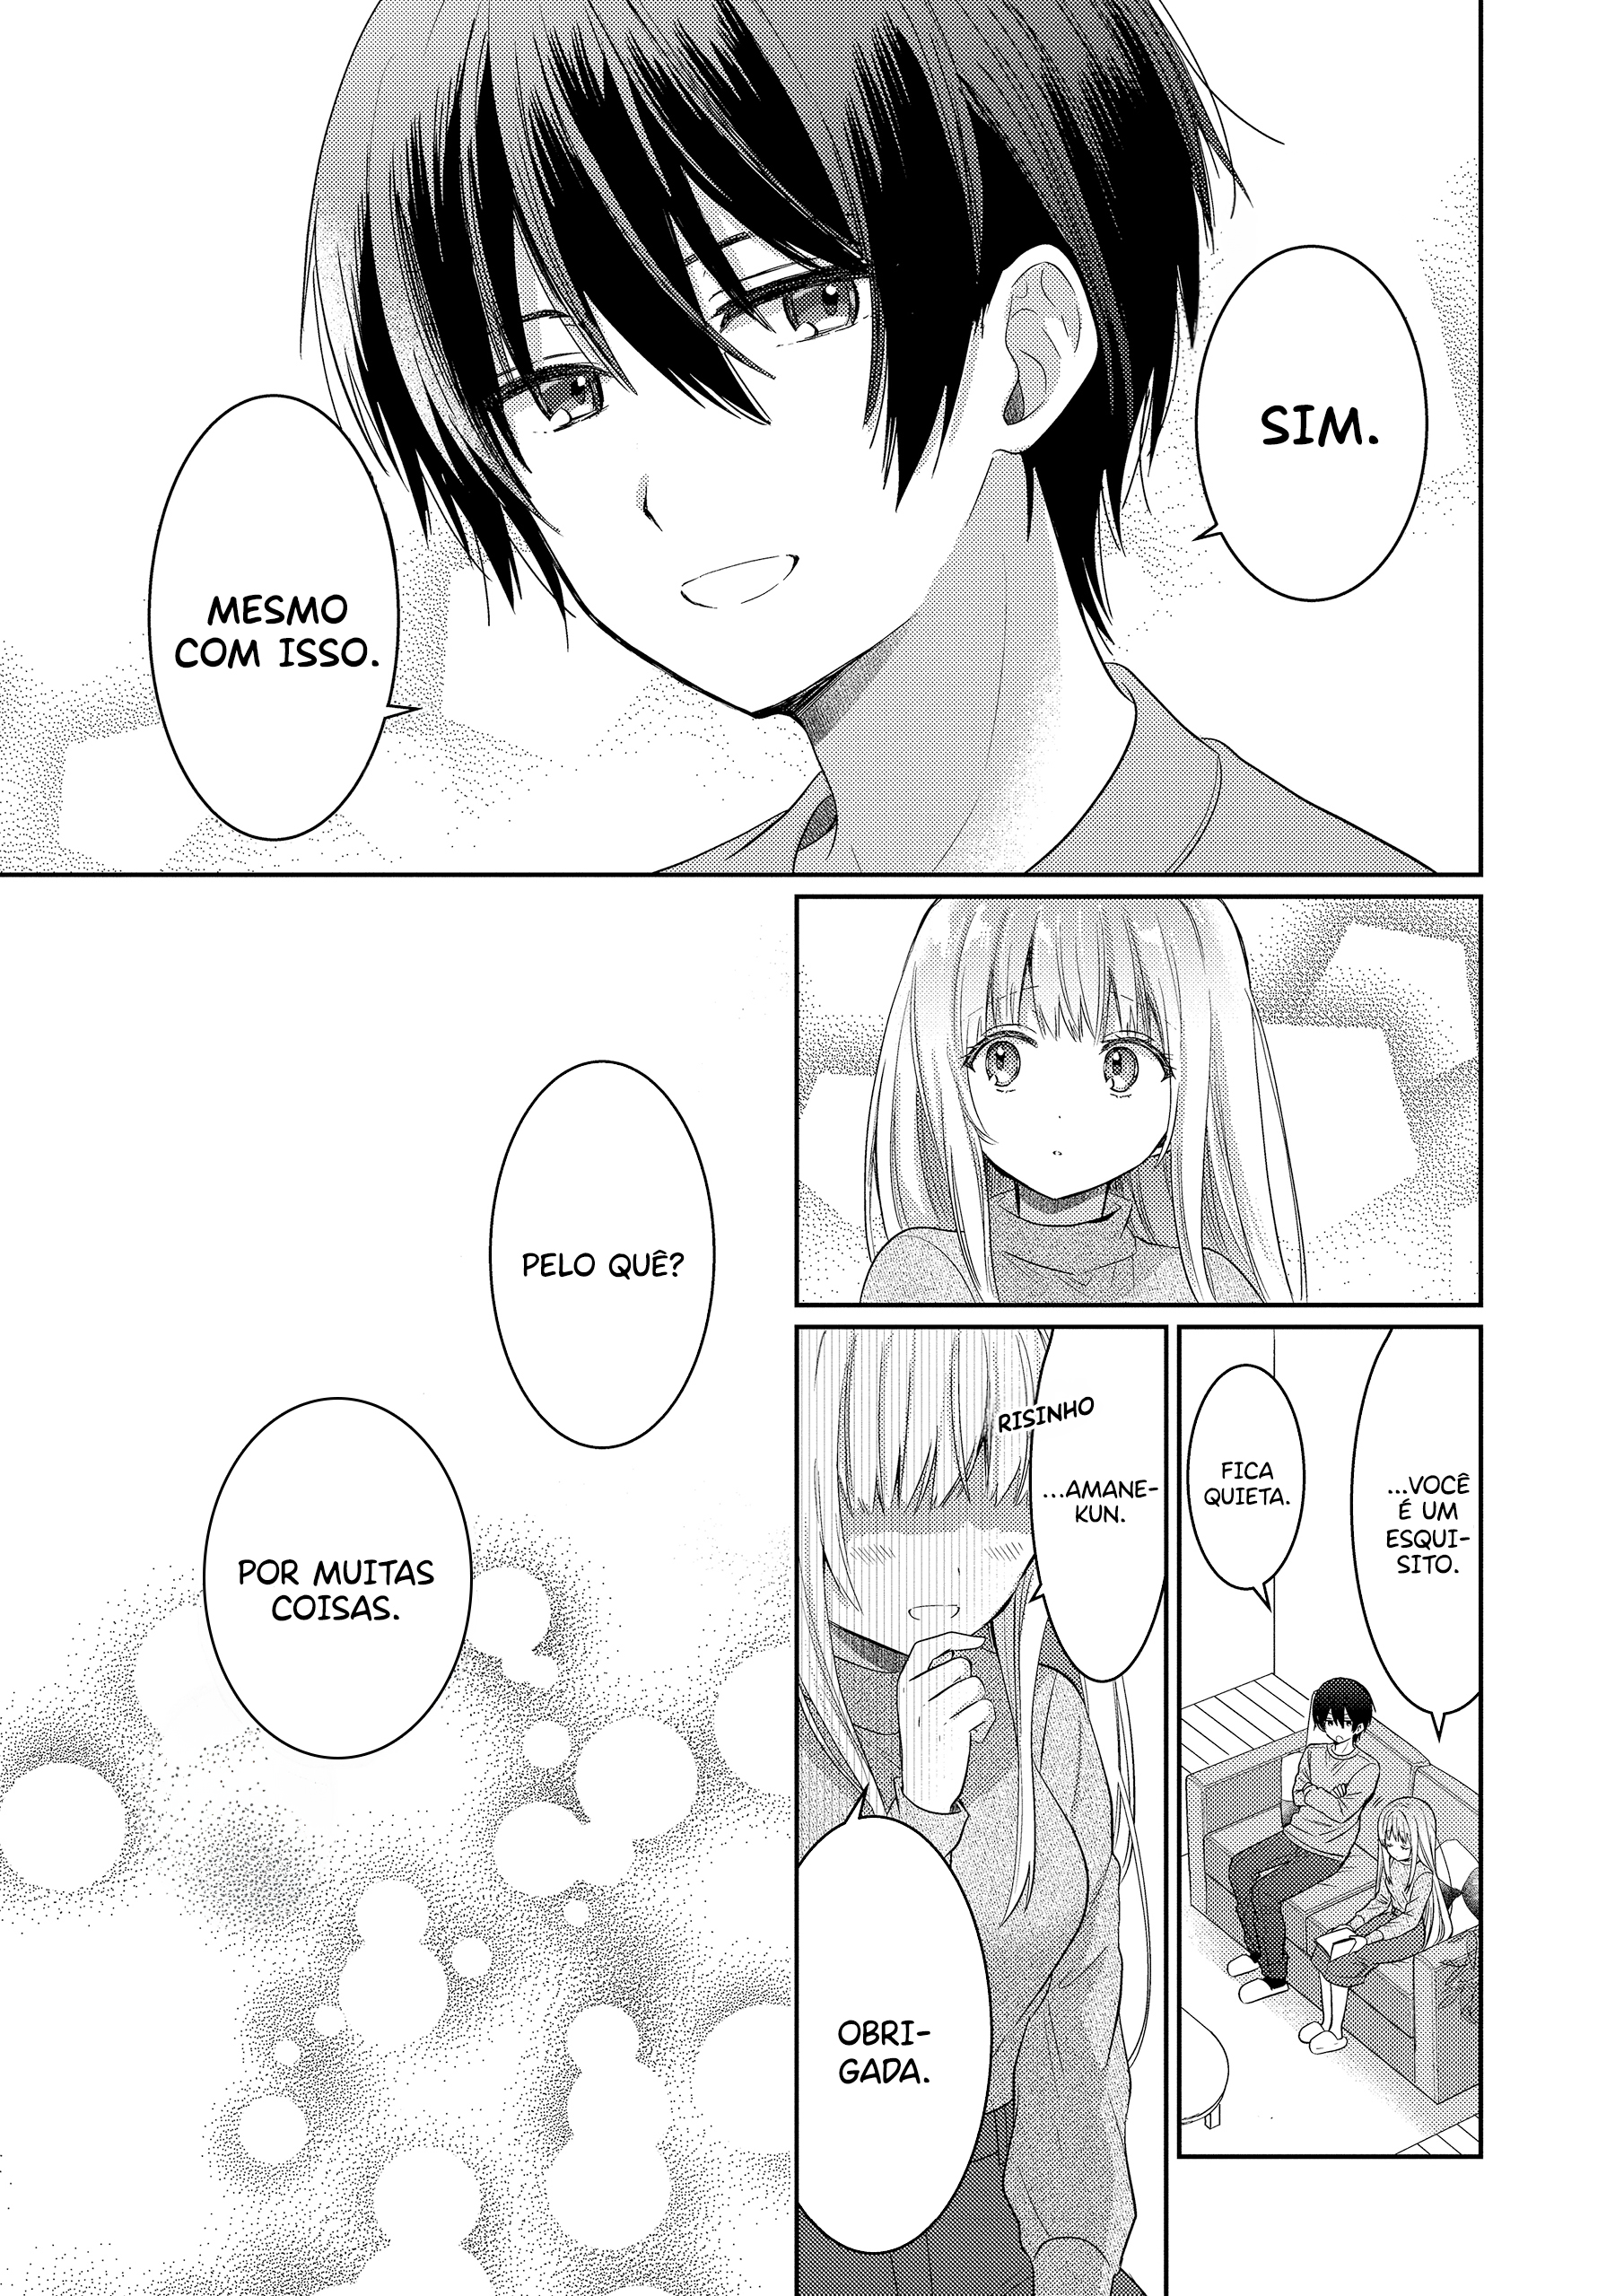 SIM.
MESMO
COM ISSO.
...VOCÊ
É UM
ESQUI-
SITO.
FICA
QUIETA.
RISINHO
...AMANE-
KUN.
OBRI-
GADA.
PELO QUÊ?
POR MUITAS
COISAS.